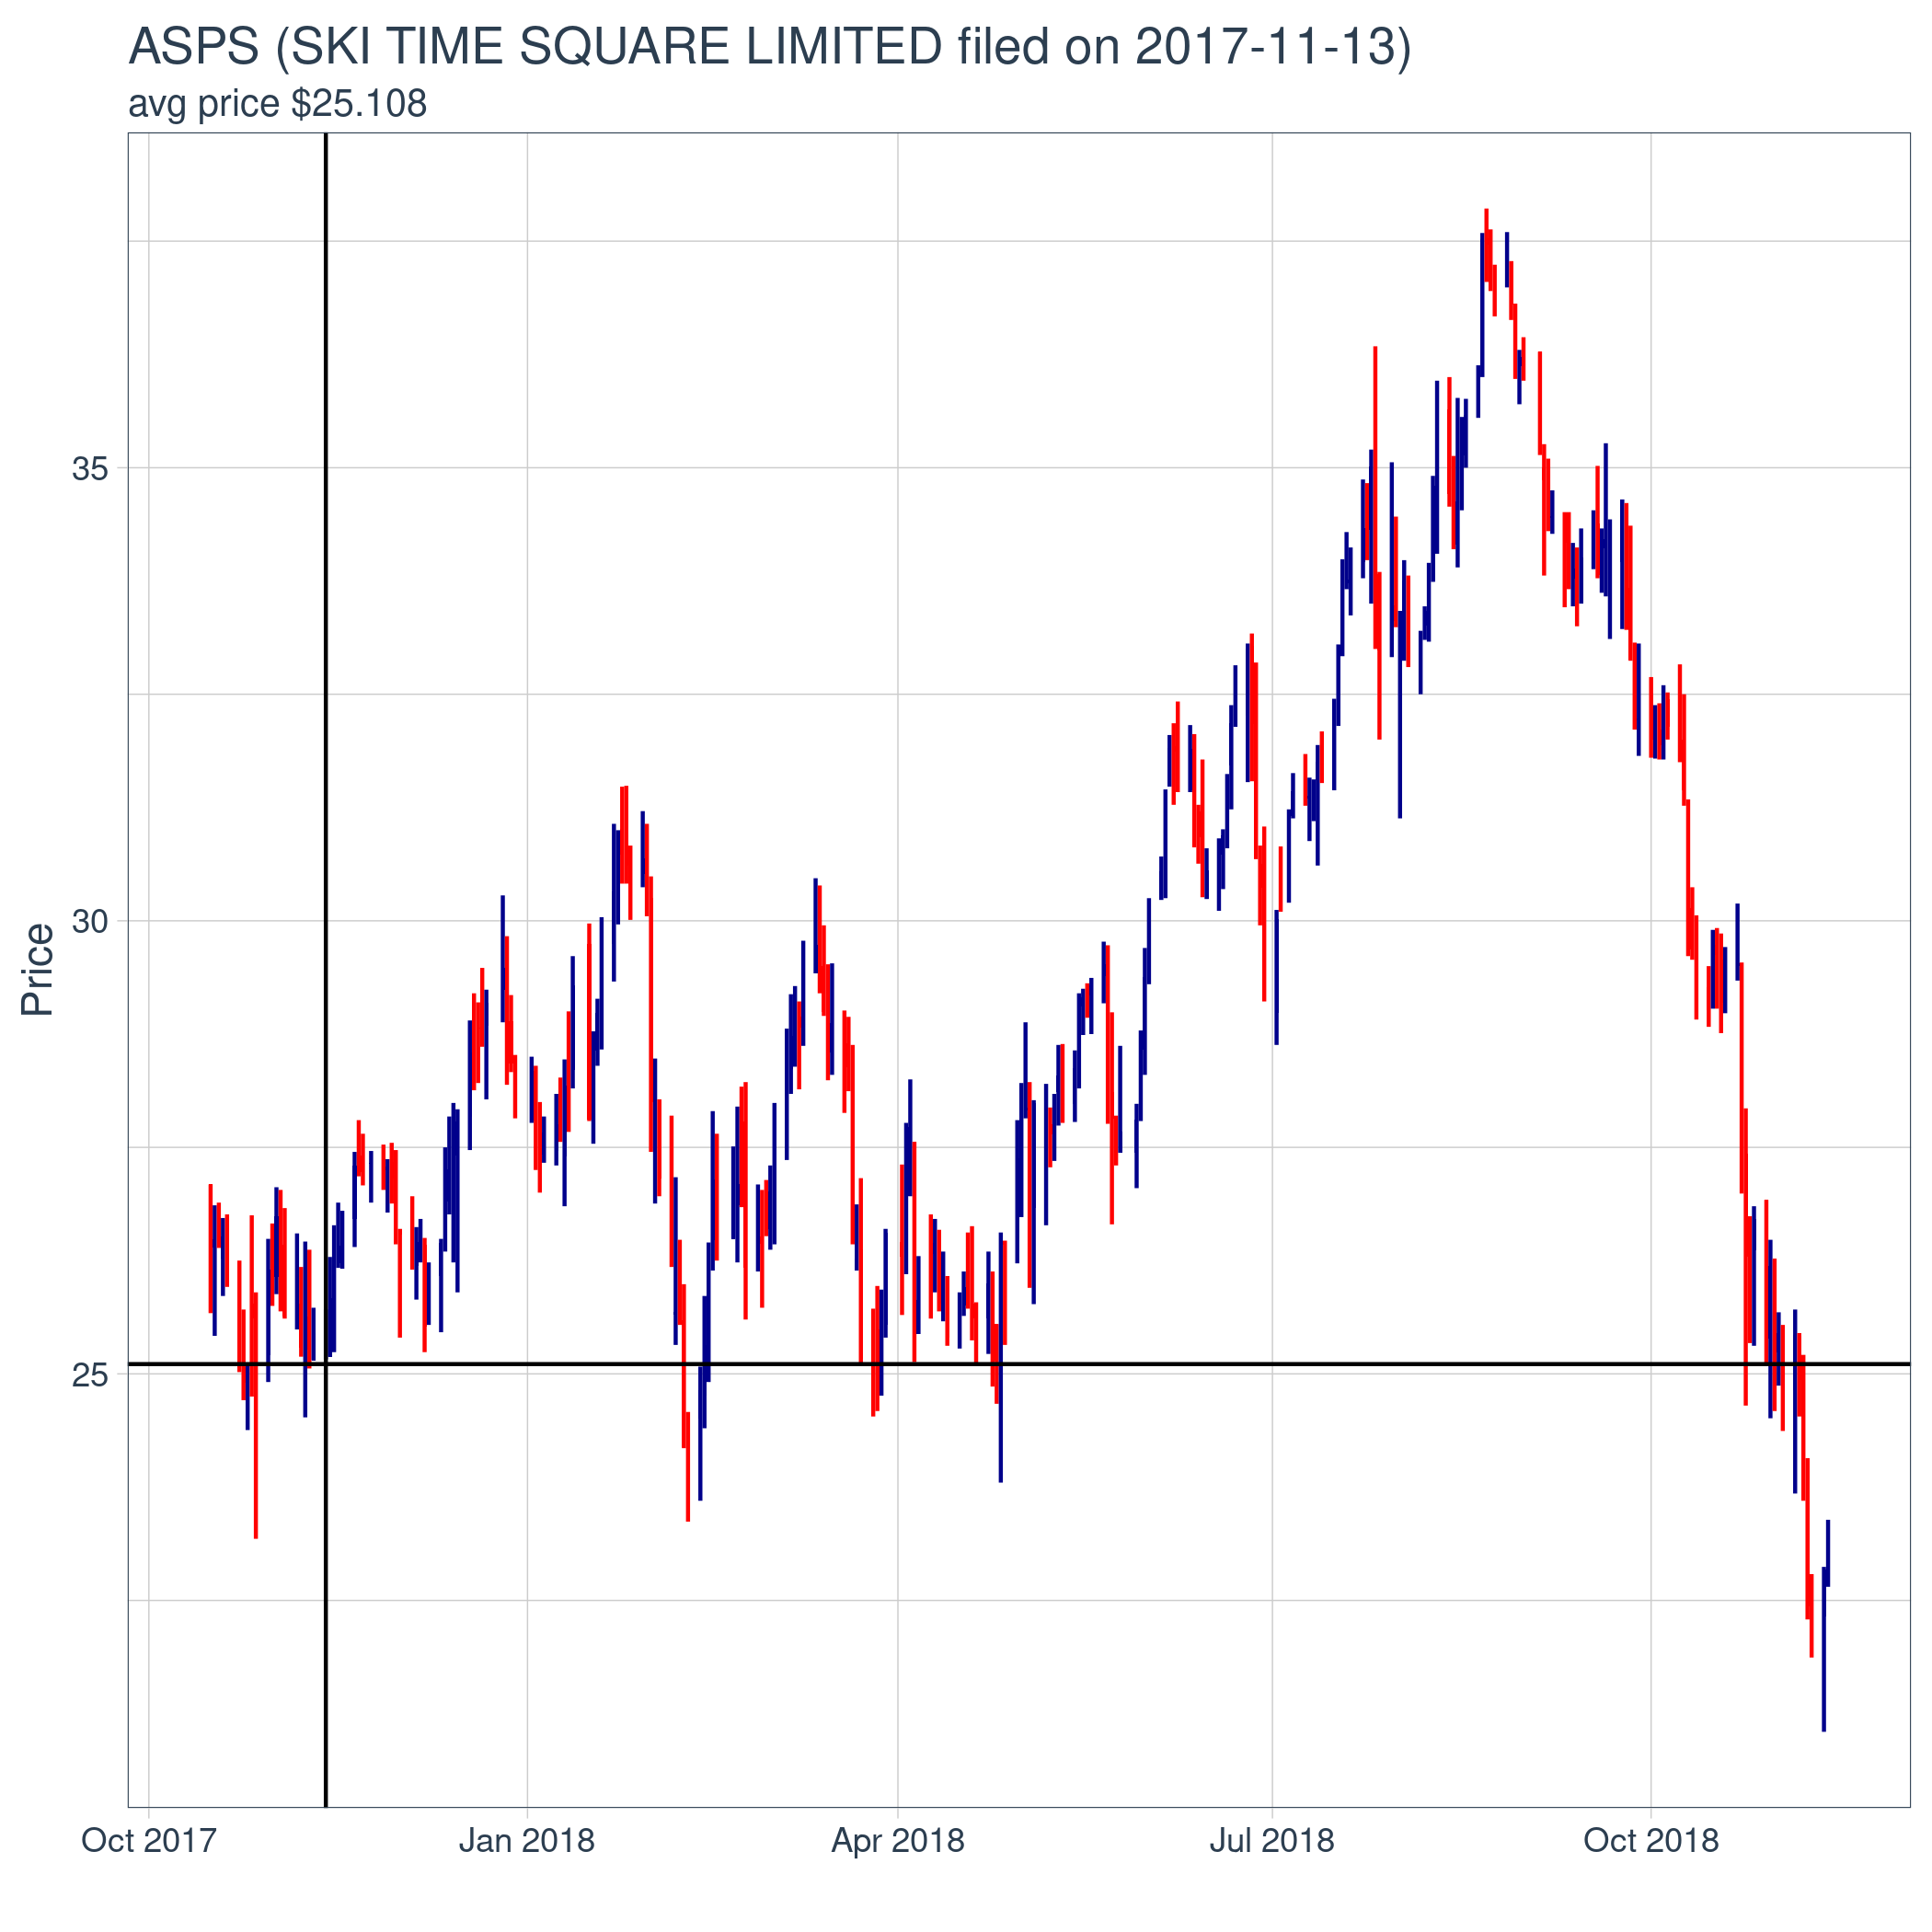 ASPS (SKI TIME SQUARE LIMITED filed on 2017-11-13)
avg price $25.108
35
30
25
Price
Oct 2017
Jan 2018
Apr 2018
Jul 2018
Oct 2018